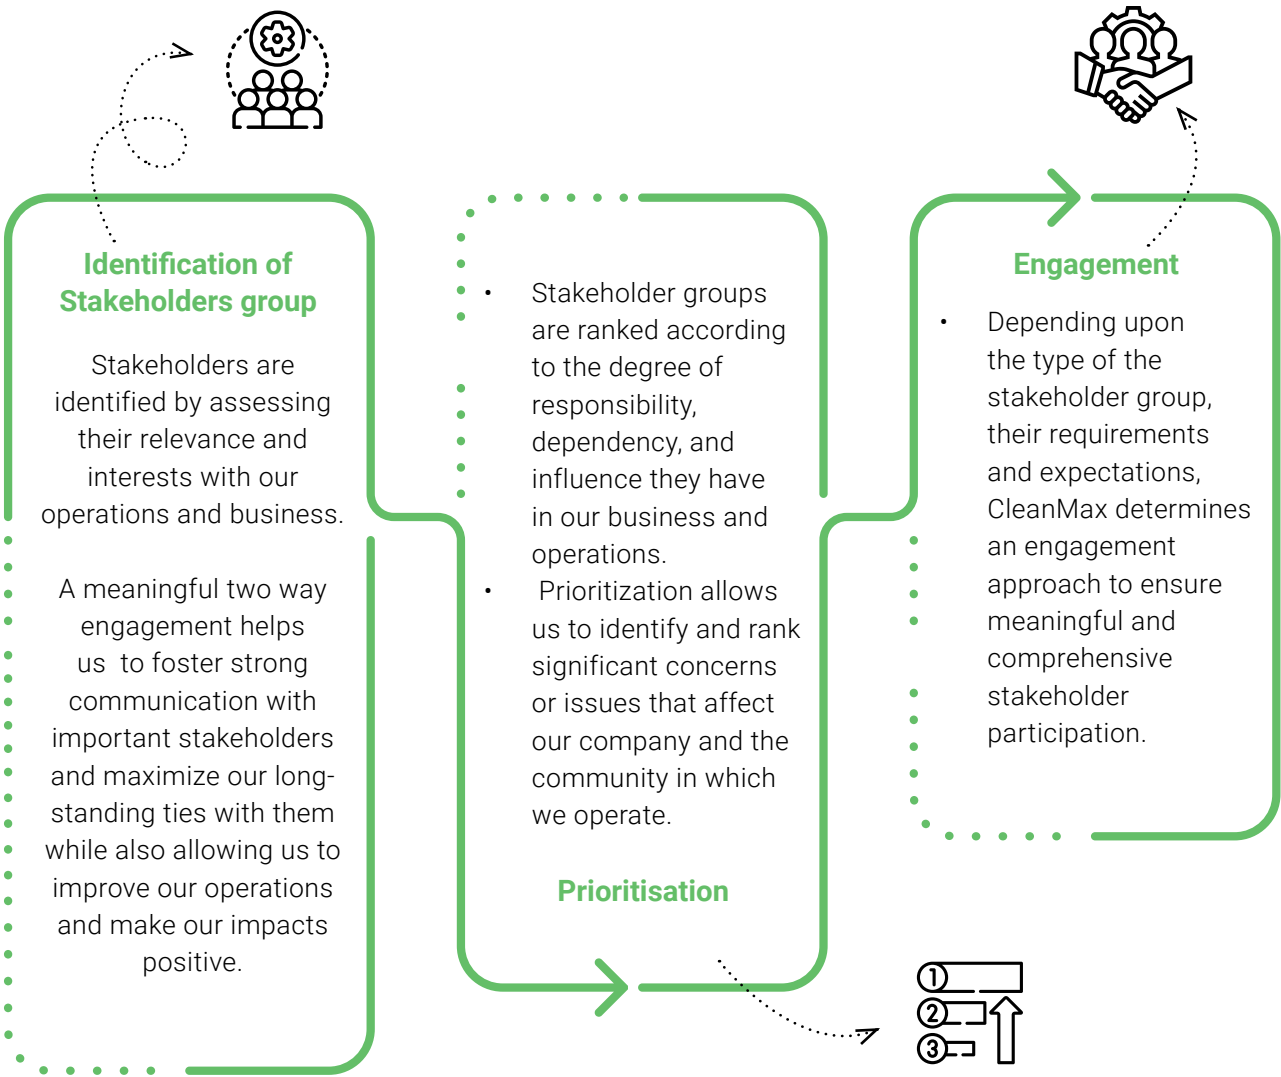 Identification of
Stakeholders group
Stakeholders are
identified by assessing
their relevance and
interests with our
operations and business.
A meaningful two way
engagement helps
us to foster strong
communication with
important stakeholders
and maximize our long-
standing ties with them
while also allowing us to
improve our operations
and make our impacts
positive.
• Stakeholder groups
are ranked according
to the degree of
responsibility,
dependency, and
influence they have
in our business and
operations.
• Prioritization allows
us to identify and rank
significant concerns
or issues that affect
our company and the
community in which
we operate.
Prioritisation
1
2
3
Engagement
• Depending upon
the type of the
stakeholder group,
their requirements
and expectations,
CleanMax determines
an engagement
approach to ensure
meaningful and
comprehensive
stakeholder
participation.